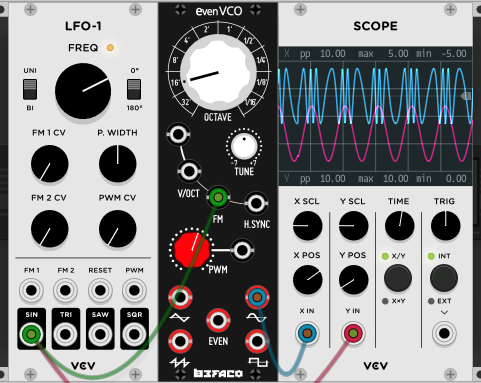 LFO-1
FREQ
UNI
0°
BI
180°
FM 1 CV
P. WIDTH
FM 2 CV
PWM CV
FM 1
FM 2
RESET
PWM
SIN
TRI
SAW
SQR
VCV
evenVCO
1/4'
1/2'
1'
2'
4'
8'
16'
32'
1/8'
1/16'
OCTAVE
-7
+7
TUNE
V/OCT
FM
H.SYNC
PWM
EVEN
BEFACO
SCOPE
X pp 10.00 max 5.00 min -5.00
Y pp 10.00 max 10.00 min 0.00
X SCL
Y SCL
TIME
TRIG
X POS
Y POS
X/Y
INT
X×Y
EXT
X IN
Y IN
VCV